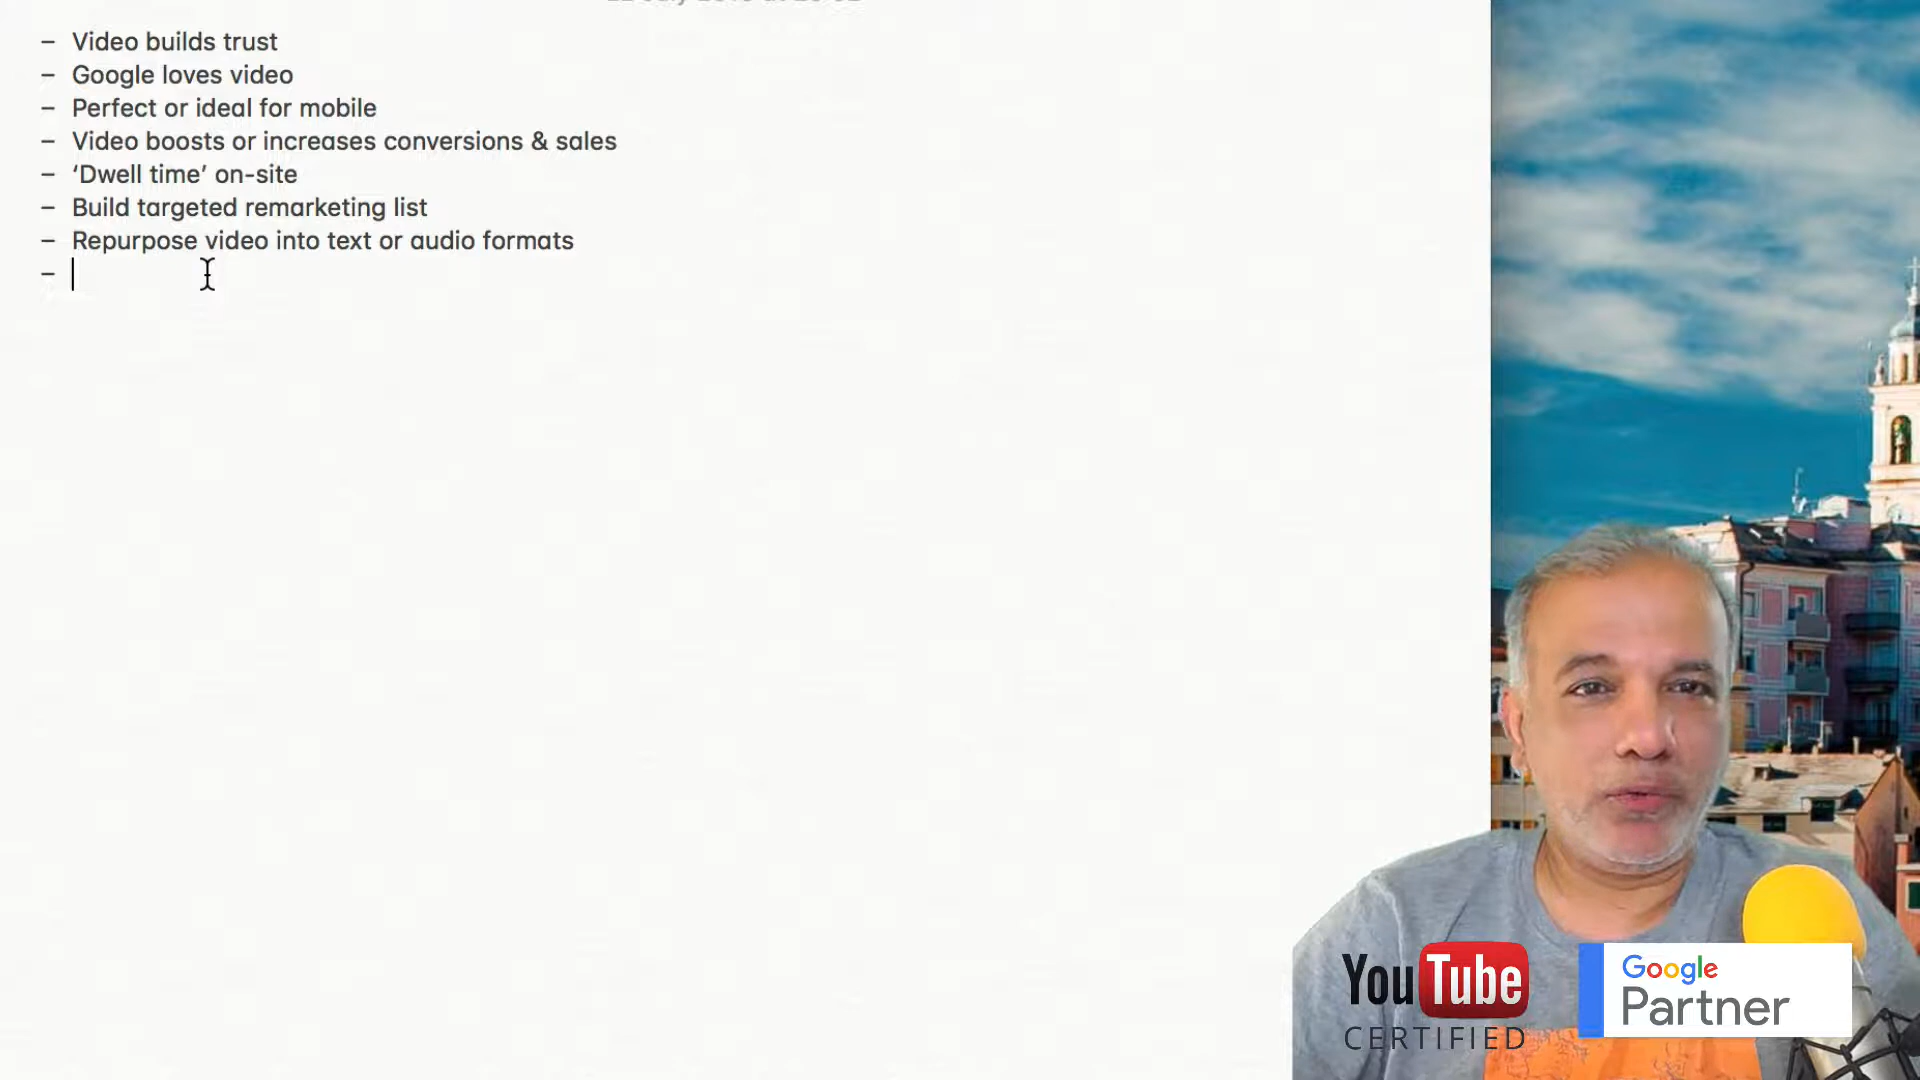 – Video builds trust
– Google loves video
– Perfect or ideal for mobile
– Video boosts or increases conversions & sales
– ‘Dwell time’ on-site
– Build targeted remarketing list
– Repurpose video into text or audio formats
–
YouTube
CERTIFIED
Google
Partner